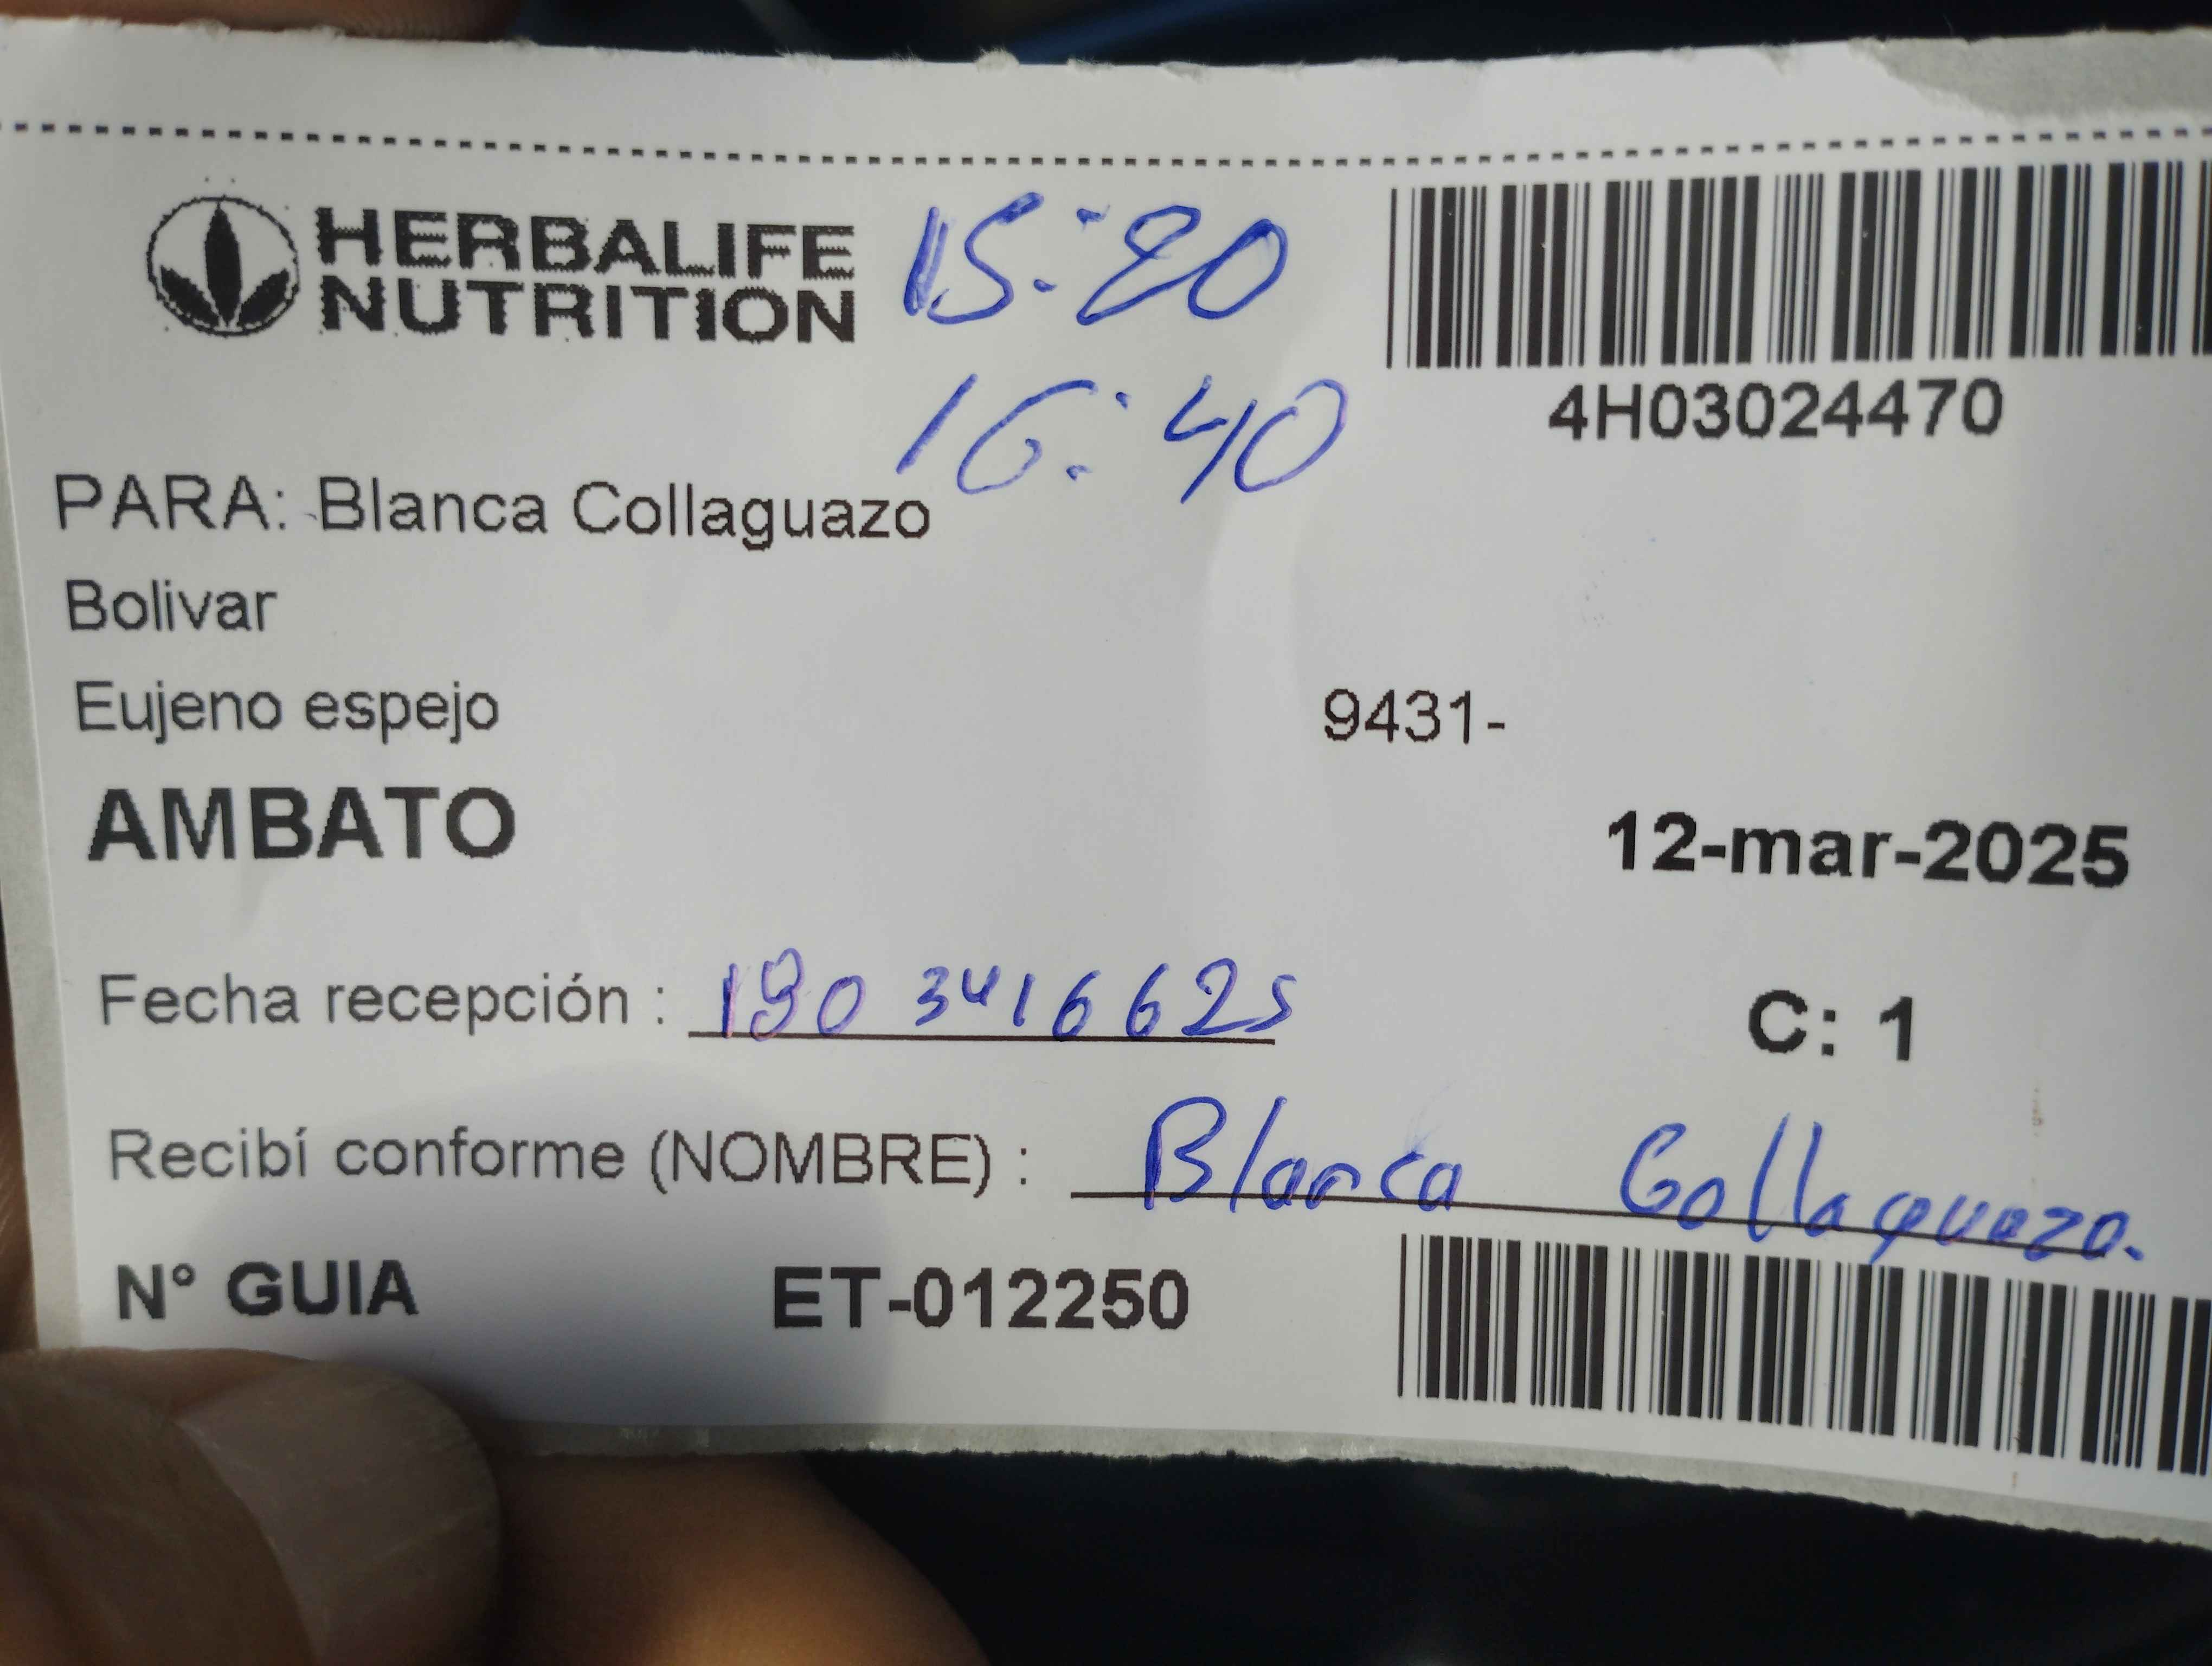 HERBALIFE
NUTRITION
15:20
16:40
4H03024470
PARA: Blanca Collaguazo
Bolivar
Eujeno espejo
9431-
AMBATO
12-mar-2025
Fecha recepción : 1803416625
C: 1
Recibí conforme (NOMBRE) : Blanca Collaguazo.
N° GUIA ET-012250